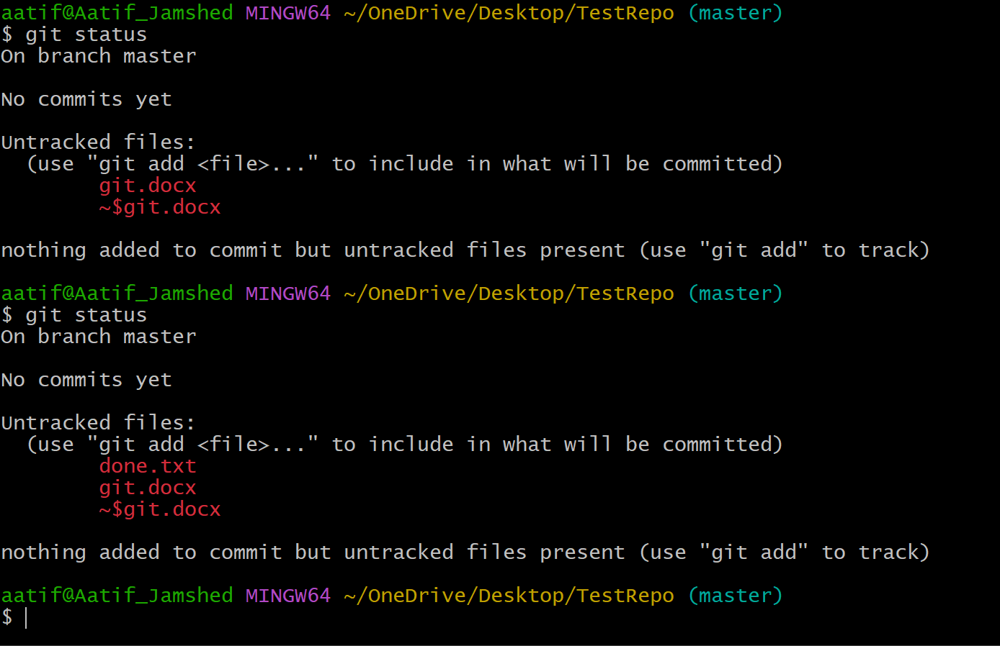 aatif@Aatif_Jamshed MINGW64 ~/OneDrive/Desktop/TestRepo (master)
$ git status
On branch master
No commits yet
Untracked files:
  (use "git add <file>..." to include in what will be committed)
        git.docx
        ~$git.docx
nothing added to commit but untracked files present (use "git add" to track)
aatif@Aatif_Jamshed MINGW64 ~/OneDrive/Desktop/TestRepo (master)
$ git status
On branch master
No commits yet
Untracked files:
  (use "git add <file>..." to include in what will be committed)
        done.txt
        git.docx
        ~$git.docx
nothing added to commit but untracked files present (use "git add" to track)
aatif@Aatif_Jamshed MINGW64 ~/OneDrive/Desktop/TestRepo (master)
$